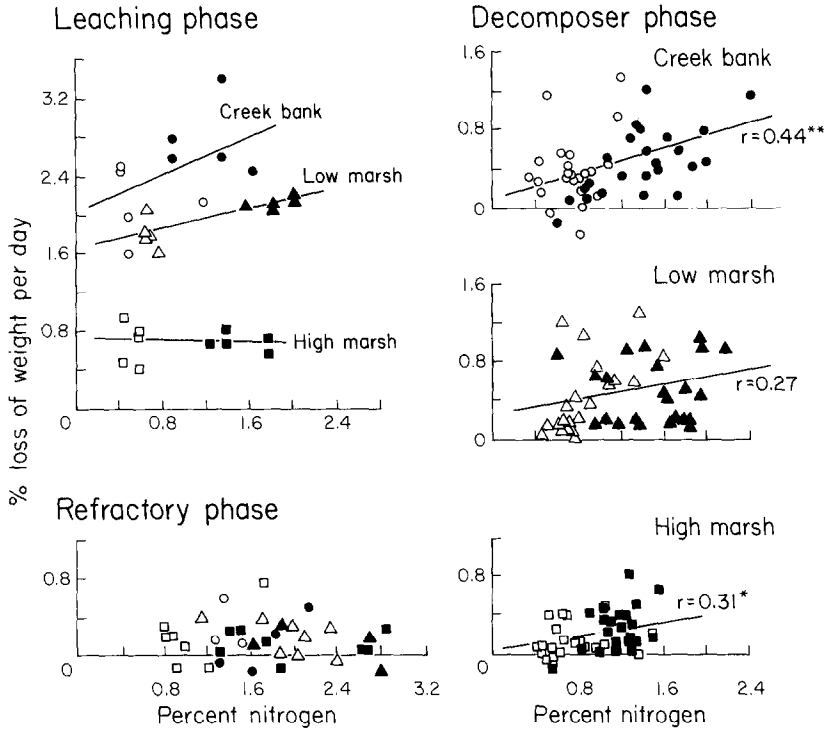 Leaching phase
3.2
2.4
1.6
0.8
0
0.8
1.6
2.4
Creek bank
Low marsh
High marsh
% loss of weight per day
Refractory phase
0.8
0
0.8
1.6
2.4
3.2
Percent nitrogen
Decomposer phase
1.6
0.8
0
Creek bank
r=0.44**
1.6
0.8
0
Low marsh
r=0.27
0.8
0
High marsh
r=0.31*
0.8
1.6
2.4
Percent nitrogen